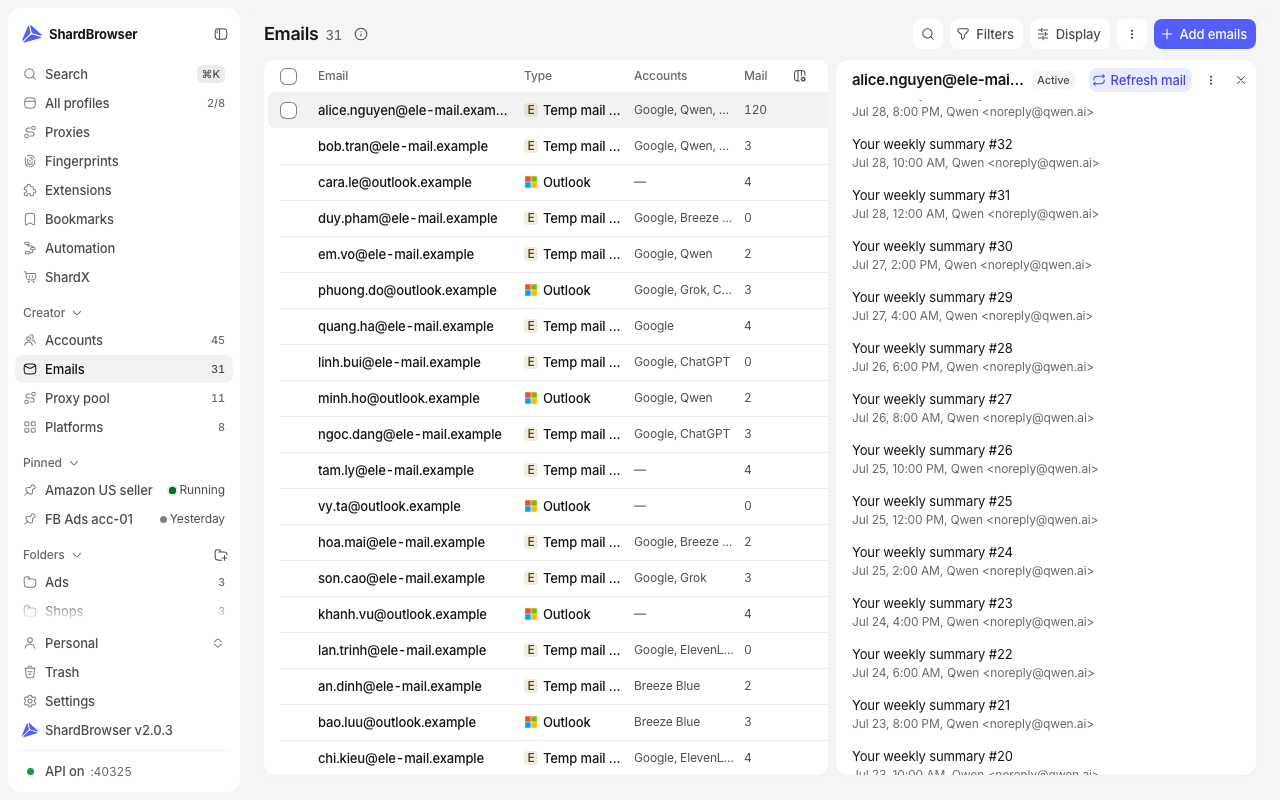 ShardBrowser
Search ⌘K
All profiles 2/8
Proxies
Fingerprints
Extensions
Bookmarks
Automation
ShardX
Creator
Accounts 45
Emails 31
Proxy pool 11
Platforms 8
Pinned
Amazon US seller Running
FB Ads acc-01 Yesterday
Folders
Ads 3
Shops 3
Personal
Trash
Settings
ShardBrowser v2.0.3
API on :40325
Emails 31
Filters
Display
Add emails
Email Type Accounts Mail
alice.nguyen@ele-mail.exam... E Temp mail ... Google, Qwen, ... 120
bob.tran@ele-mail.example E Temp mail ... Google, Qwen, ... 3
cara.le@outlook.example Outlook — 4
duy.pham@ele-mail.example E Temp mail ... Google, Breeze ... 0
em.vo@ele-mail.example E Temp mail ... Google, Qwen 2
phuong.do@outlook.example Outlook Google, Grok, C... 3
quang.ha@ele-mail.example E Temp mail ... Google 4
linh.bui@ele-mail.example E Temp mail ... Google, ChatGPT 0
minh.ho@outlook.example Outlook Google, Qwen 2
ngoc.dang@ele-mail.example E Temp mail ... Google, ChatGPT 3
tam.ly@ele-mail.example E Temp mail ... — 4
vy.ta@outlook.example Outlook — 0
hoa.mai@ele-mail.example E Temp mail ... Google, Breeze ... 2
son.cao@ele-mail.example E Temp mail ... Google, Grok 3
khanh.vu@outlook.example Outlook — 4
lan.trinh@ele-mail.example E Temp mail ... Google, ElevenL... 0
an.dinh@ele-mail.example E Temp mail ... Breeze Blue 2
bao.luu@outlook.example Outlook Breeze Blue 3
chi.kieu@ele-mail.example E Temp mail ... Google, ElevenL... 4
alice.nguyen@ele-mai... Active Refresh mail
Jul 28, 8:00 PM, Qwen <noreply@qwen.ai>
Your weekly summary #32
Jul 28, 10:00 AM, Qwen <noreply@qwen.ai>
Your weekly summary #31
Jul 28, 12:00 AM, Qwen <noreply@qwen.ai>
Your weekly summary #30
Jul 27, 2:00 PM, Qwen <noreply@qwen.ai>
Your weekly summary #29
Jul 27, 4:00 AM, Qwen <noreply@qwen.ai>
Your weekly summary #28
Jul 26, 6:00 PM, Qwen <noreply@qwen.ai>
Your weekly summary #27
Jul 26, 8:00 AM, Qwen <noreply@qwen.ai>
Your weekly summary #26
Jul 25, 10:00 PM, Qwen <noreply@qwen.ai>
Your weekly summary #25
Jul 25, 12:00 PM, Qwen <noreply@qwen.ai>
Your weekly summary #24
Jul 25, 2:00 AM, Qwen <noreply@qwen.ai>
Your weekly summary #23
Jul 24, 4:00 PM, Qwen <noreply@qwen.ai>
Your weekly summary #22
Jul 24, 6:00 AM, Qwen <noreply@qwen.ai>
Your weekly summary #21
Jul 23, 8:00 PM, Qwen <noreply@qwen.ai>
Your weekly summary #20
Jul 23, 10:00 AM, Qwen <noreply@qwen.ai>